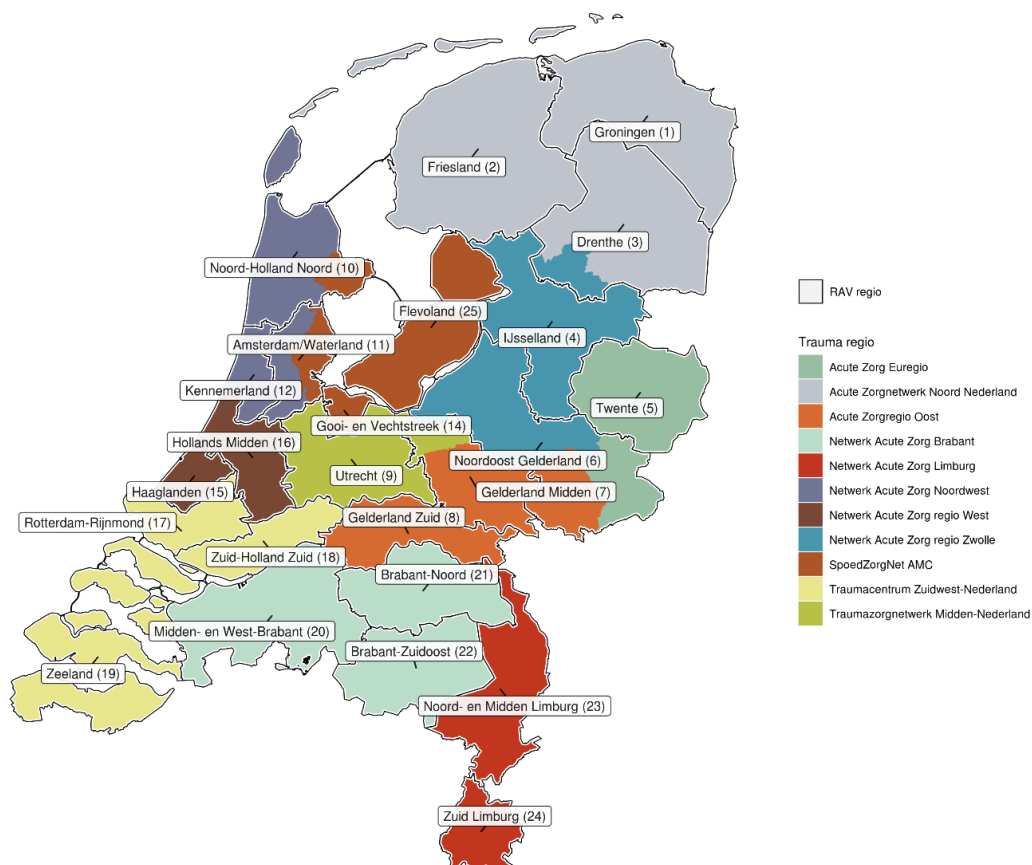 Groningen (1)
Friesland (2)
Drenthe (3)
Noord-Holland Noord (10)
Flevoland (25)
IJsselland (4)
Amsterdam/Waterland (11)
Kennemerland (12)
Twente (5)
Gooi- en Vechtstreek (14)
Hollands Midden (16)
Noordoost Gelderland (6)
Utrecht (9)
Haaglanden (15)
Gelderland Midden (7)
Gelderland Zuid (8)
Rotterdam-Rijnmond (17)
Zuid-Holland Zuid (18)
Brabant-Noord (21)
Midden- en West-Brabant (20)
Brabant-Zuidoost (22)
Zeeland (19)
Noord- en Midden Limburg (23)
Zuid Limburg (24)
RAV regio
Trauma regio
Acute Zorg Euregio
Acute Zorgnetwerk Noord Nederland
Acute Zorgregio Oost
Netwerk Acute Zorg Brabant
Netwerk Acute Zorg Limburg
Netwerk Acute Zorg Noordwest
Netwerk Acute Zorg regio West
Netwerk Acute Zorg regio Zwolle
SpoedZorgNet AMC
Traumacentrum Zuidwest-Nederland
Traumazorgnetwerk Midden-Nederland